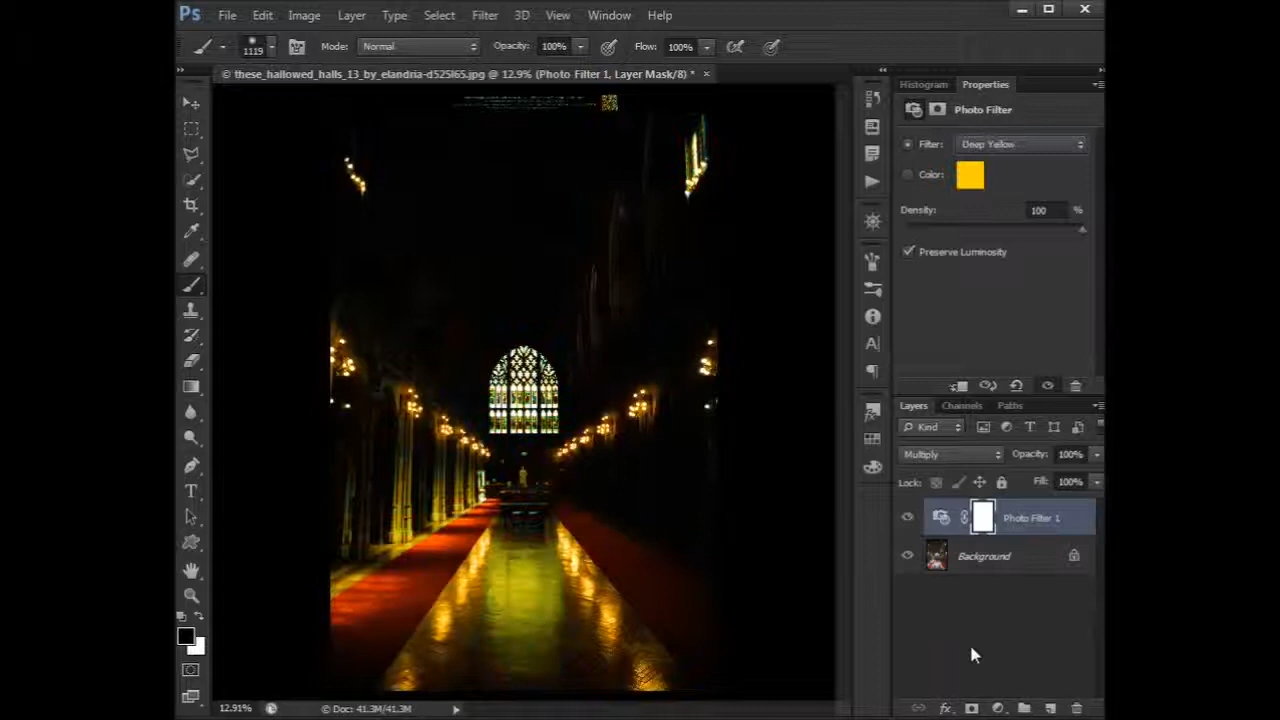 Ps File Edit Image Layer Type Select Filter 3D View Window Help
1119 Mode: Normal Opacity: 100% Flow: 100%
these_hallowed_halls_13_by_elandria-d525l65.jpg @ 12.9% (Photo Filter 1, Layer Mask/8) * ×
Histogram Properties
Photo Filter
Filter: Deep Yellow
Color:
Density: 100 %
Preserve Luminosity
Layers Channels Paths
Kind
Multiply Opacity: 100%
Lock: Fill: 100%
Photo Filter 1
Background
12.91% Doc: 41.3M/41.3M